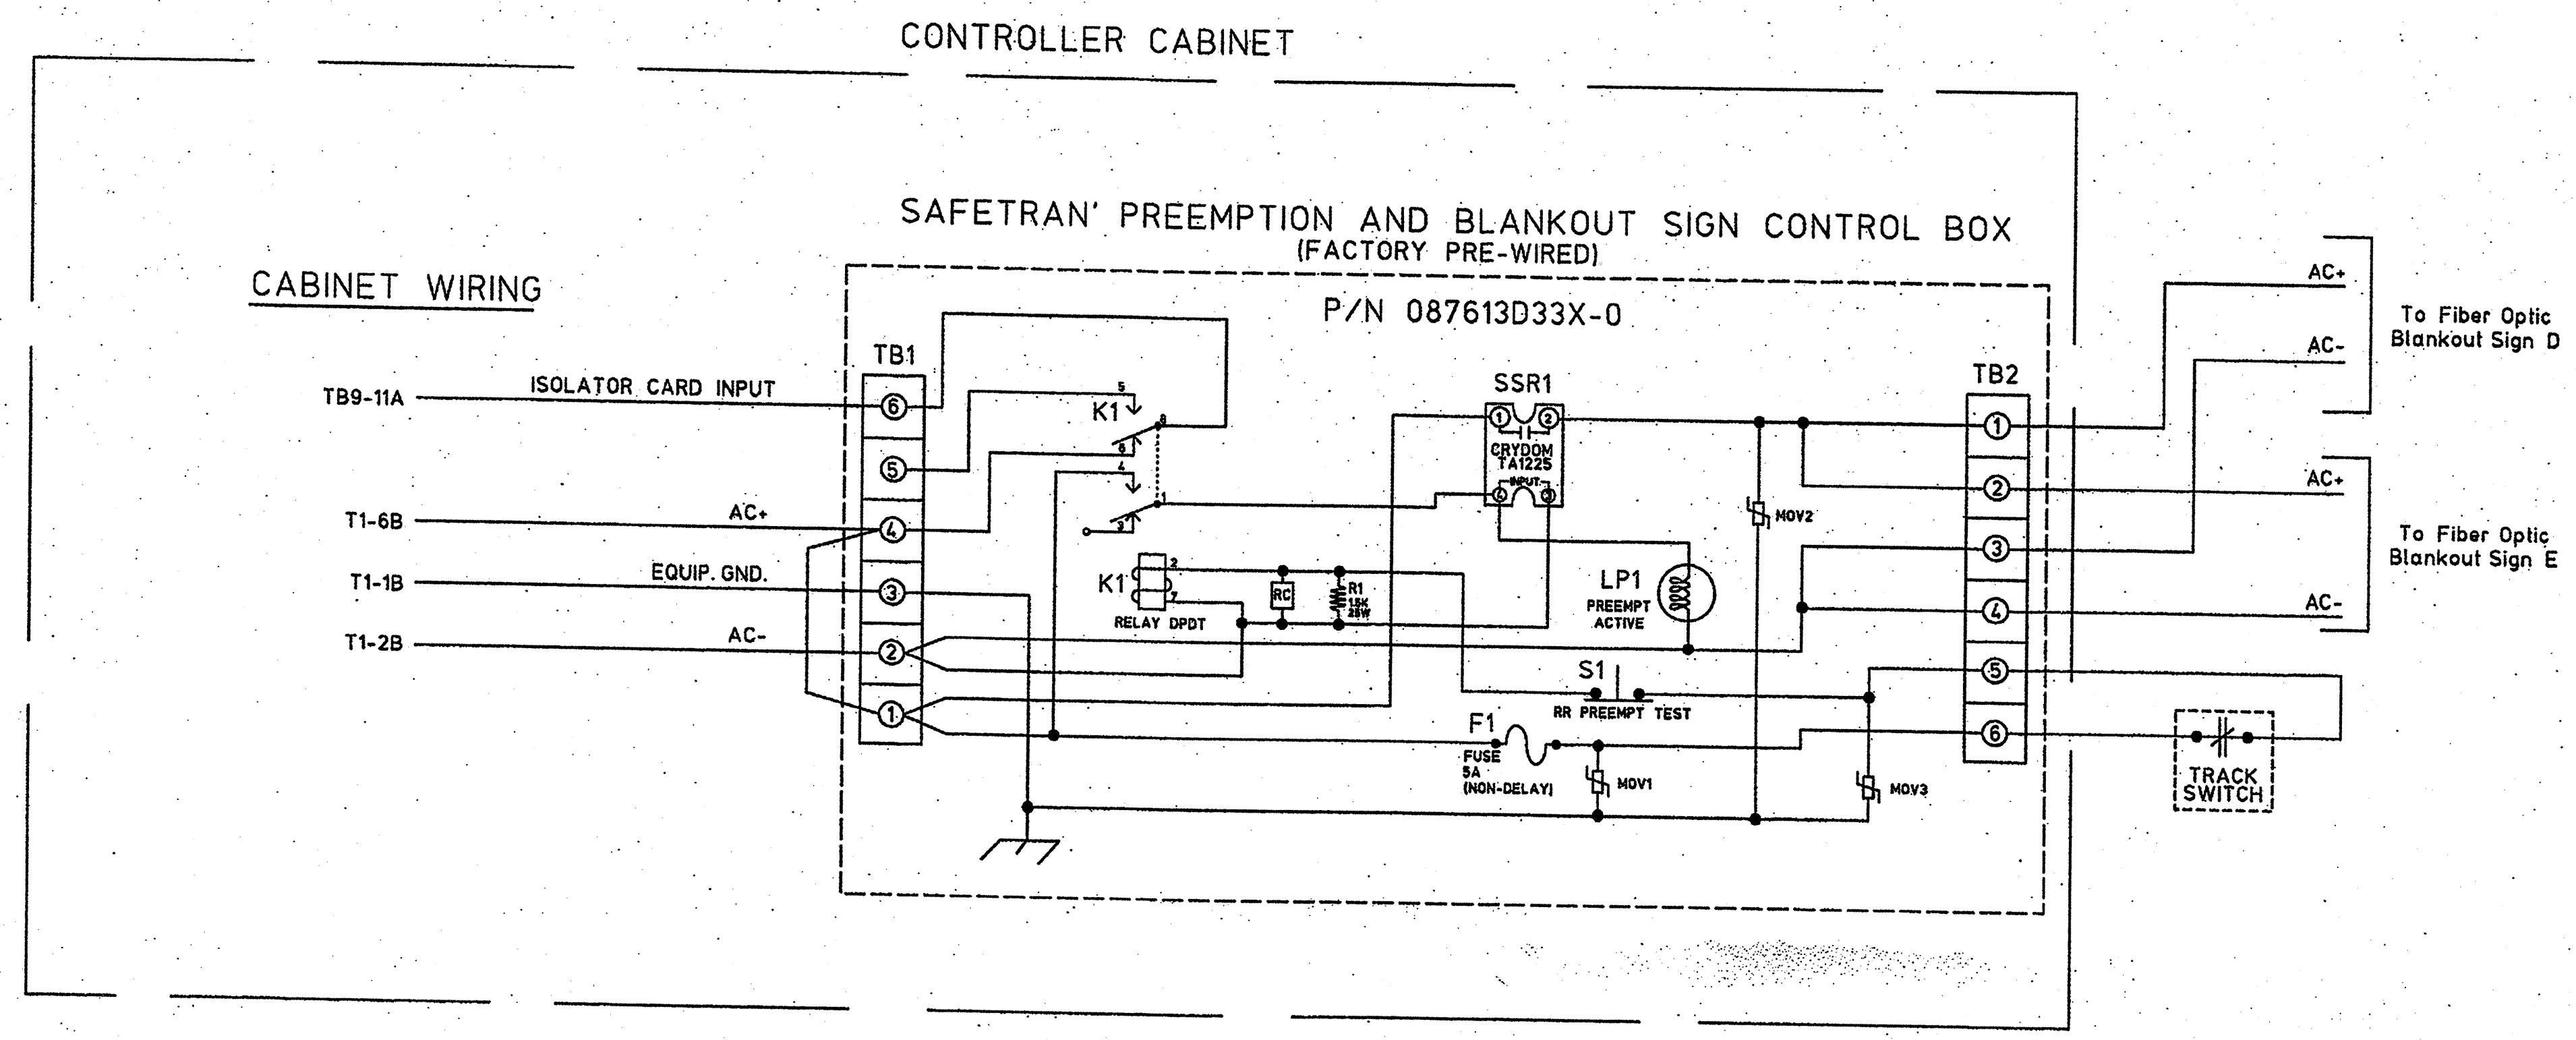 CONTROLLER CABINET
SAFETRAN' PREEMPTION AND BLANKOUT SIGN CONTROL BOX
(FACTORY PRE-WIRED)
P/N 087613D33X-0
CABINET WIRING
TB9-11A
ISOLATOR CARD INPUT
T1-6B
AC+
T1-1B
EQUIP. GND.
T1-2B
AC-
TB1
6
5
4
3
2
1
K1
5
8
6
4
1
3
K1
2
7
RELAY DPDT
RC
R1
1.5K
25W
SSR1
1
2
CRYDOM
TA1225
INPUT
4
3
LP1
PREEMPT
ACTIVE
MOV2
S1
RR PREEMPT TEST
F1
FUSE
5A
(NON-DELAY)
MOV1
MOV3
TB2
1
2
3
4
5
6
AC+
AC-
To Fiber Optic
Blankout Sign D
AC+
AC-
To Fiber Optic
Blankout Sign E
TRACK
SWITCH